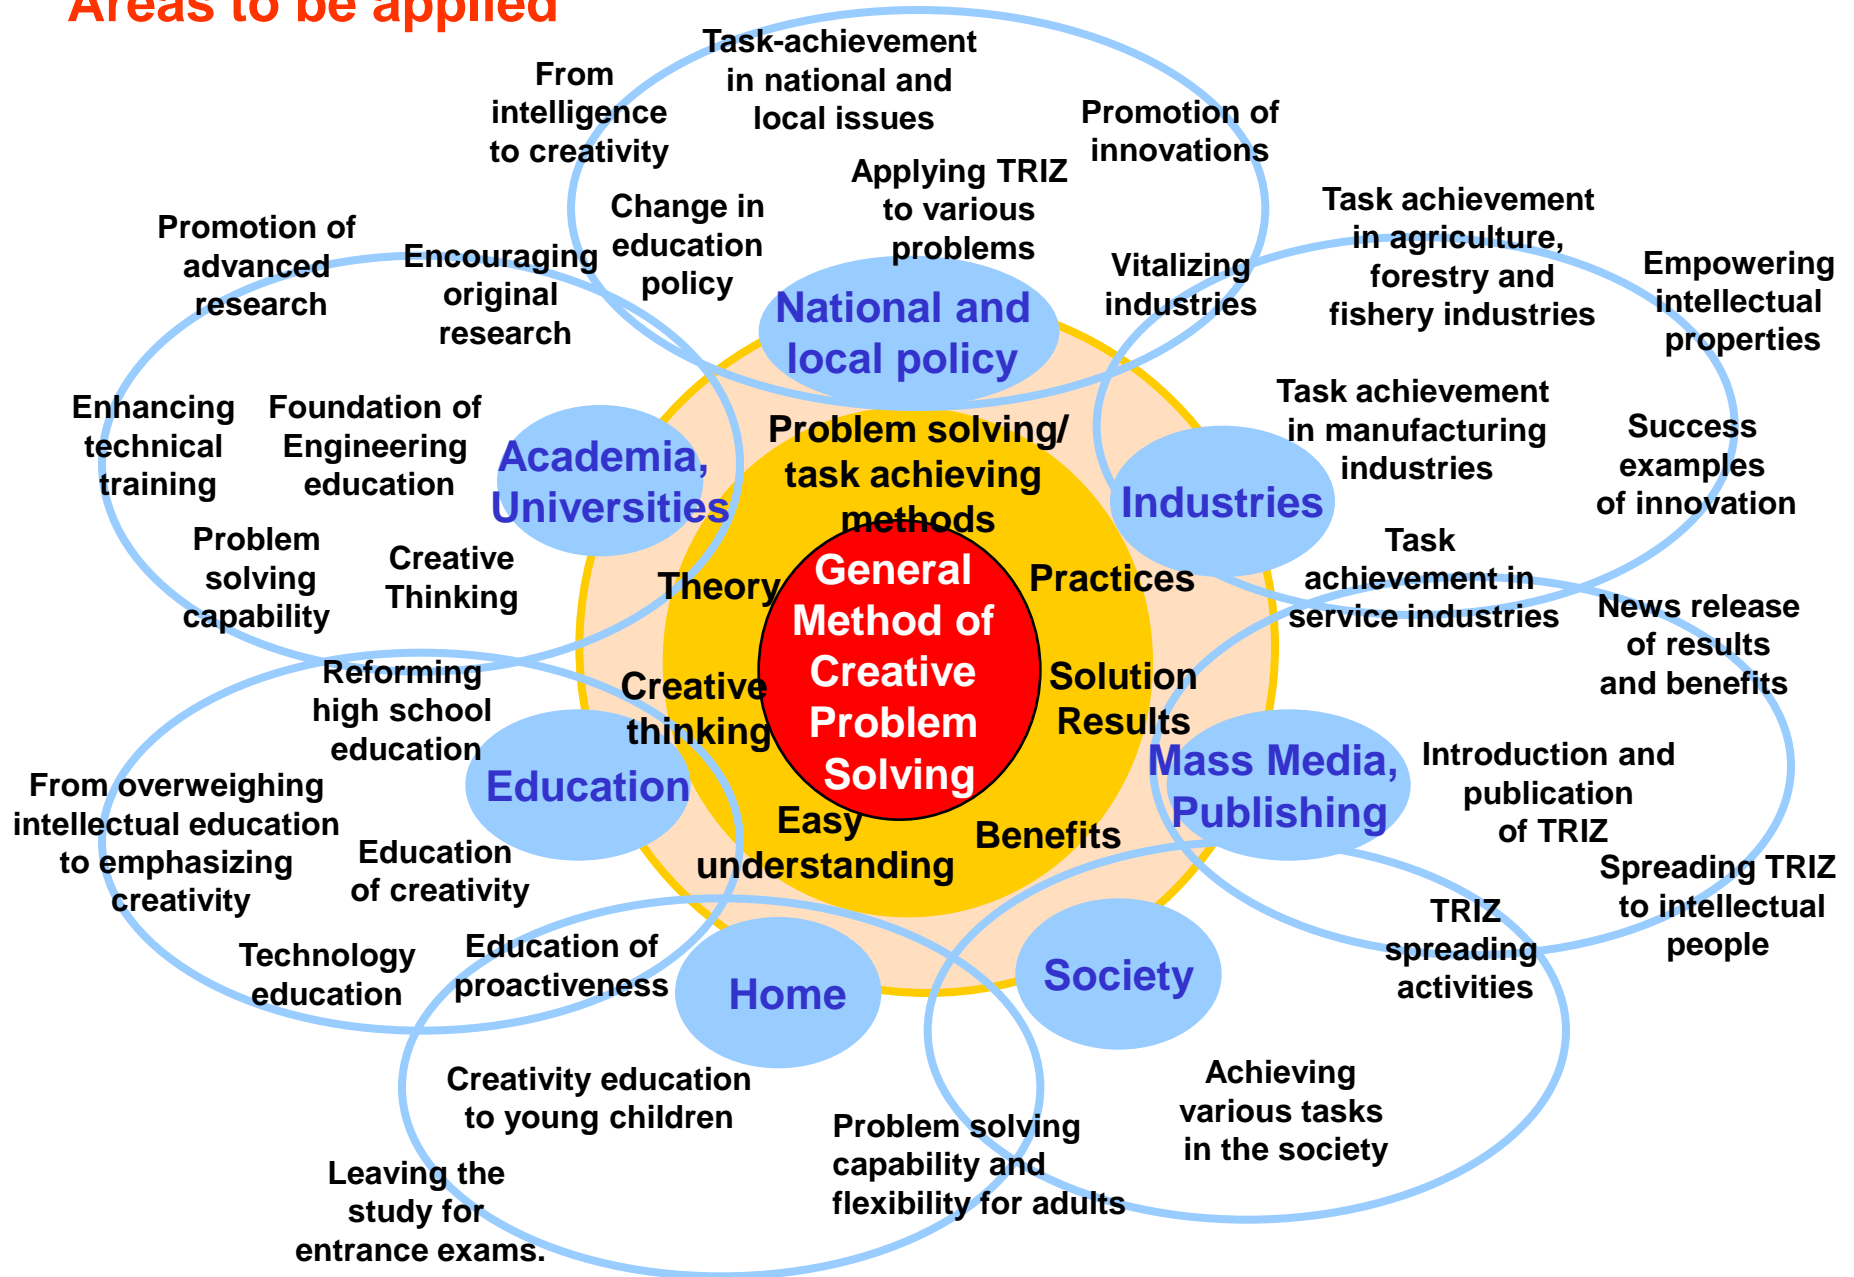 Areas to be applied
Task-achievement
in national and
local issues
From
intelligence
to creativity
Promotion of
innovations
Applying TRIZ
to various
problems
Change in
education
policy
Vitalizing
industries
National and
local policy
Promotion of
advanced
research
Encouraging
original
research
Enhancing
technical
training
Foundation of
Engineering
education
Academia,
Universities
Problem
solving
capability
Creative
Thinking
Task achievement
in agriculture,
forestry and
fishery industries
Empowering
intellectual
properties
Task achievement
in manufacturing
industries
Success
examples
of innovation
Industries
Task
achievement in
service industries
Problem solving/
task achieving
methods
Theory
Practices
General
Method of
Creative
Problem
Solving
Creative
thinking
Solution
Results
Easy
understanding
Benefits
News release
of results
and benefits
Mass Media,
Publishing
Introduction and
publication
of TRIZ
Spreading TRIZ
to intellectual
people
TRIZ
spreading
activities
Reforming
high school
education
Education
From overweighing
intellectual education
to emphasizing
creativity
Education
of creativity
Technology
education
Education of
proactiveness
Home
Society
Creativity education
to young children
Leaving the
study for
entrance exams.
Problem solving
capability and
flexibility for adults
Achieving
various tasks
in the society